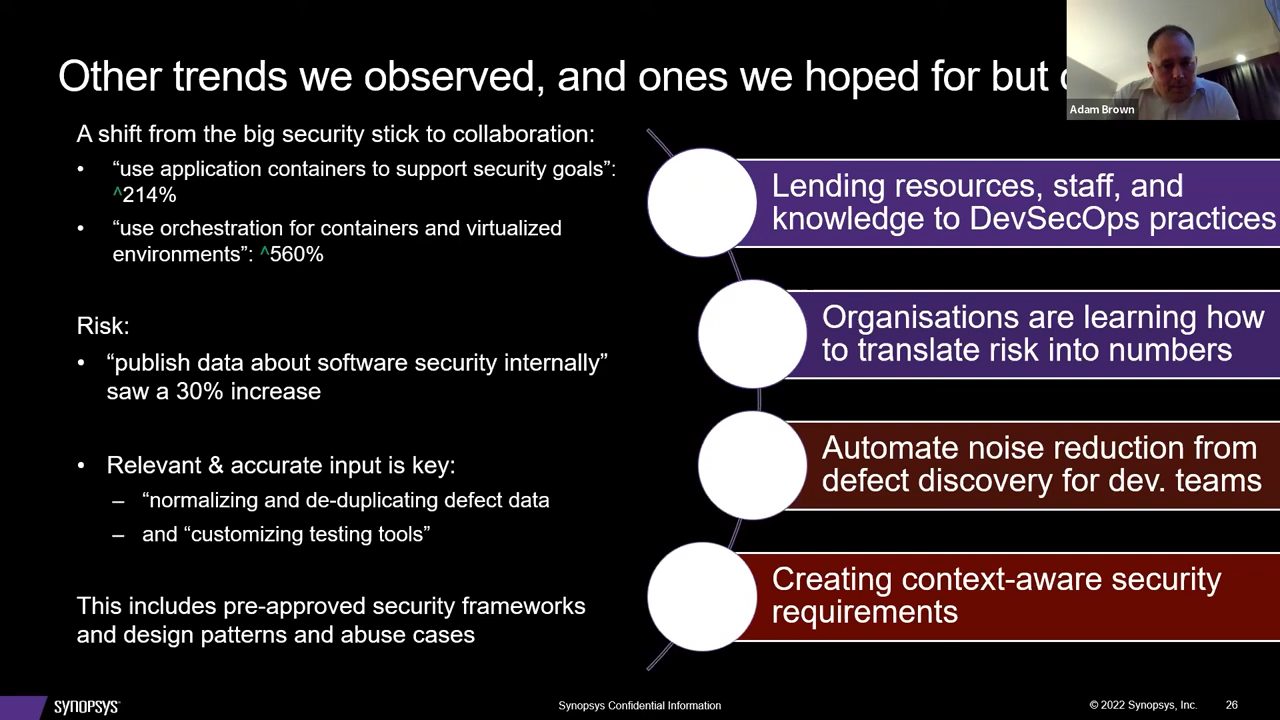 Other trends we observed, and ones we hoped for but
Adam Brown
A shift from the big security stick to collaboration:
• “use application containers to support security goals”:
^214%
• “use orchestration for containers and virtualized
environments”: ^560%
Risk:
• “publish data about software security internally”
saw a 30% increase
• Relevant & accurate input is key:
– “normalizing and de-duplicating defect data
– and “customizing testing tools”
This includes pre-approved security frameworks
and design patterns and abuse cases
Lending resources, staff, and
knowledge to DevSecOps practices
Organisations are learning how
to translate risk into numbers
Automate noise reduction from
defect discovery for dev. teams
Creating context-aware security
requirements
SYNOPSYS
Synopsys Confidential Information
© 2022 Synopsys, Inc.
26